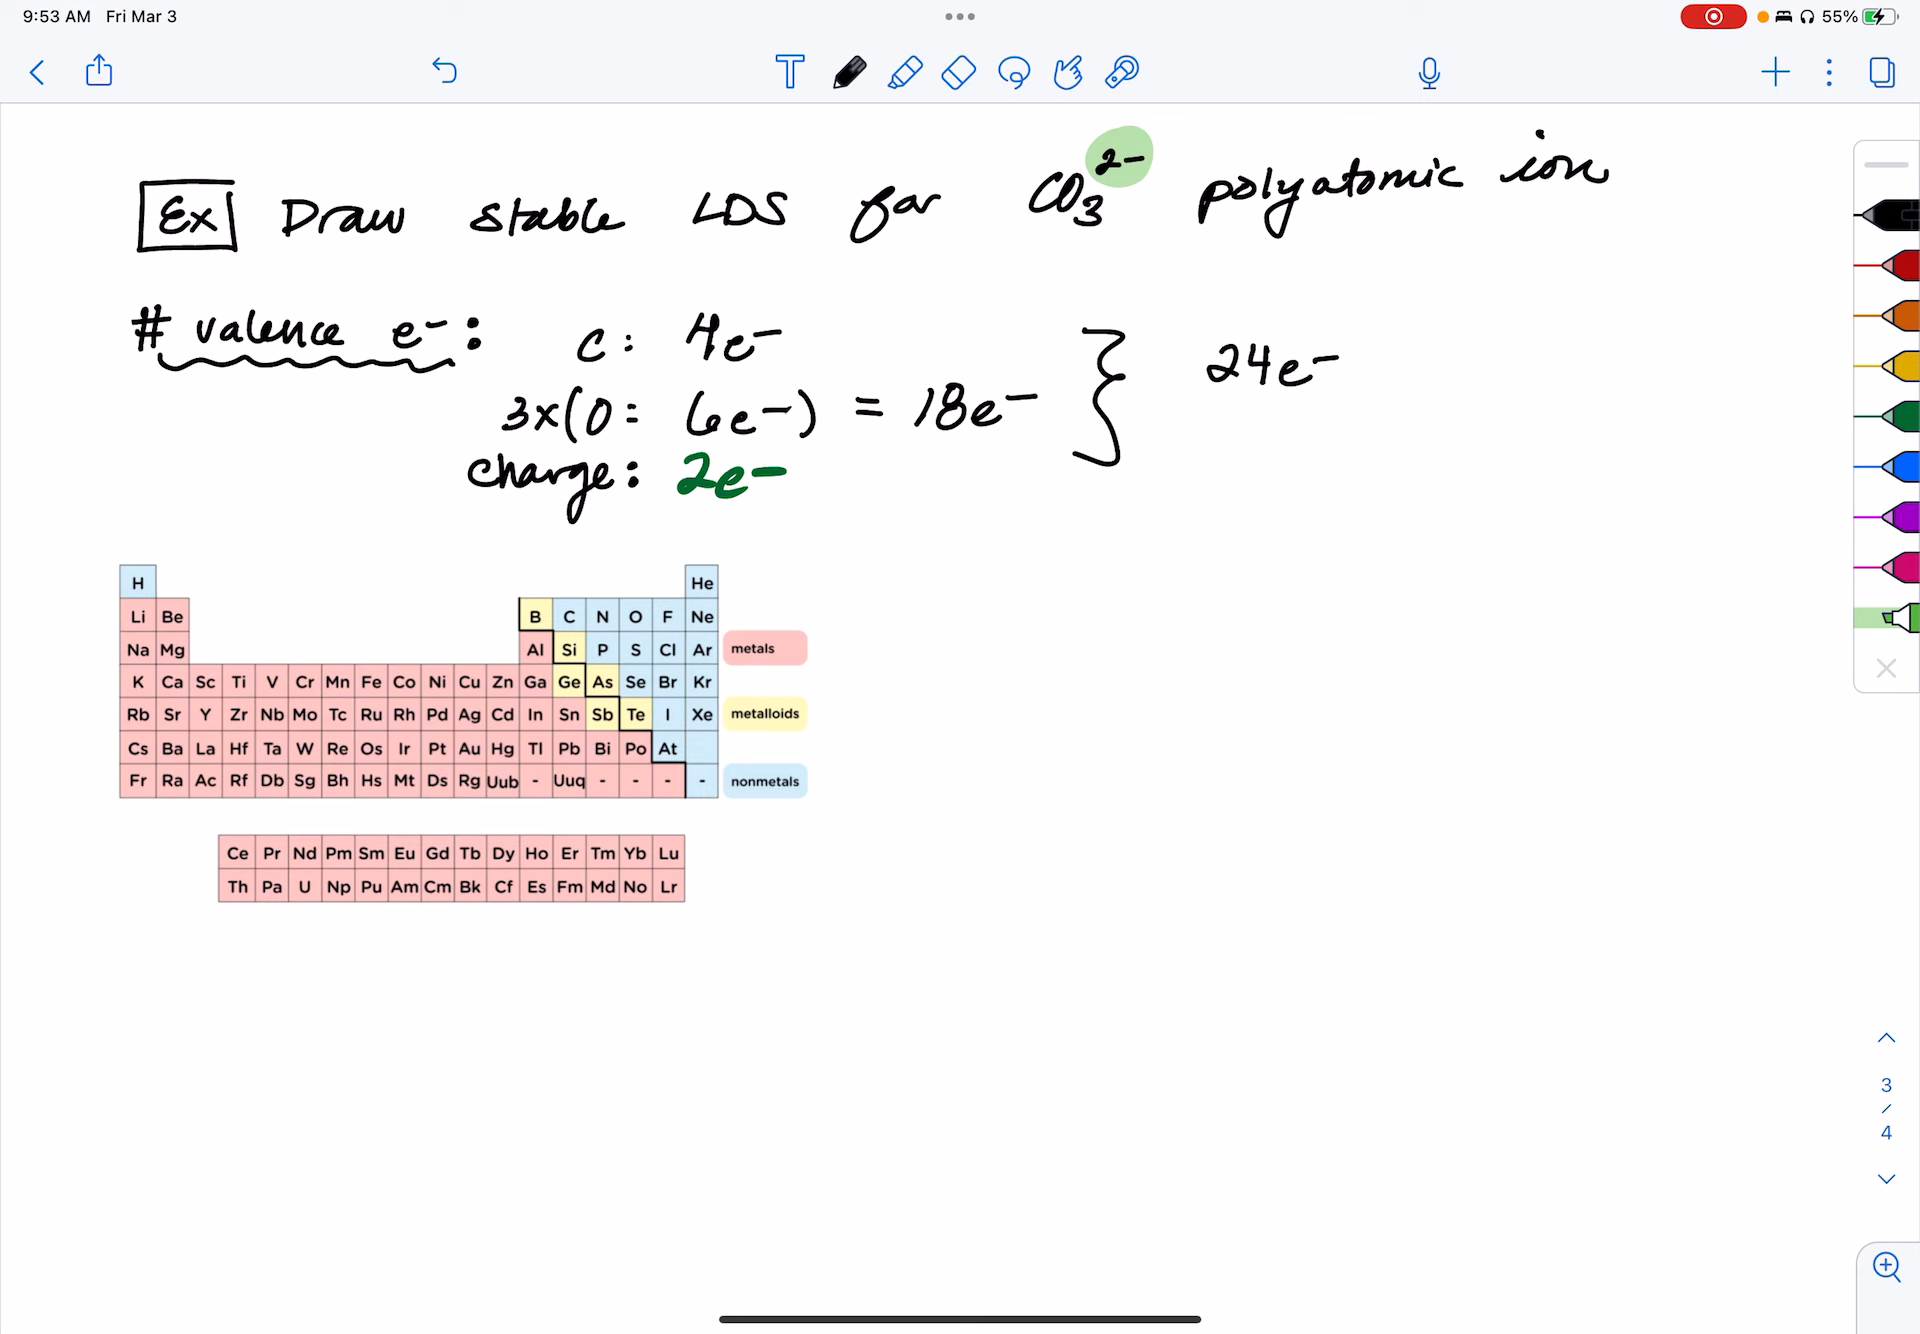 9:53 AM Fri Mar 3
55%
Ex Draw stable LDS for CO₃²⁻ polyatomic ion
# valence e⁻: C: 4e⁻
3x(O: 6e⁻) = 18e⁻ } 24e⁻
charge: 2e⁻
H He
Li Be B C N O F Ne
Na Mg Al Si P S Cl Ar metals
K Ca Sc Ti V Cr Mn Fe Co Ni Cu Zn Ga Ge As Se Br Kr
Rb Sr Y Zr Nb Mo Tc Ru Rh Pd Ag Cd In Sn Sb Te I Xe metalloids
Cs Ba La Hf Ta W Re Os Ir Pt Au Hg Tl Pb Bi Po At
Fr Ra Ac Rf Db Sg Bh Hs Mt Ds Rg Uub - Uuq - - - - nonmetals
Ce Pr Nd Pm Sm Eu Gd Tb Dy Ho Er Tm Yb Lu
Th Pa U Np Pu Am Cm Bk Cf Es Fm Md No Lr
3
/
4